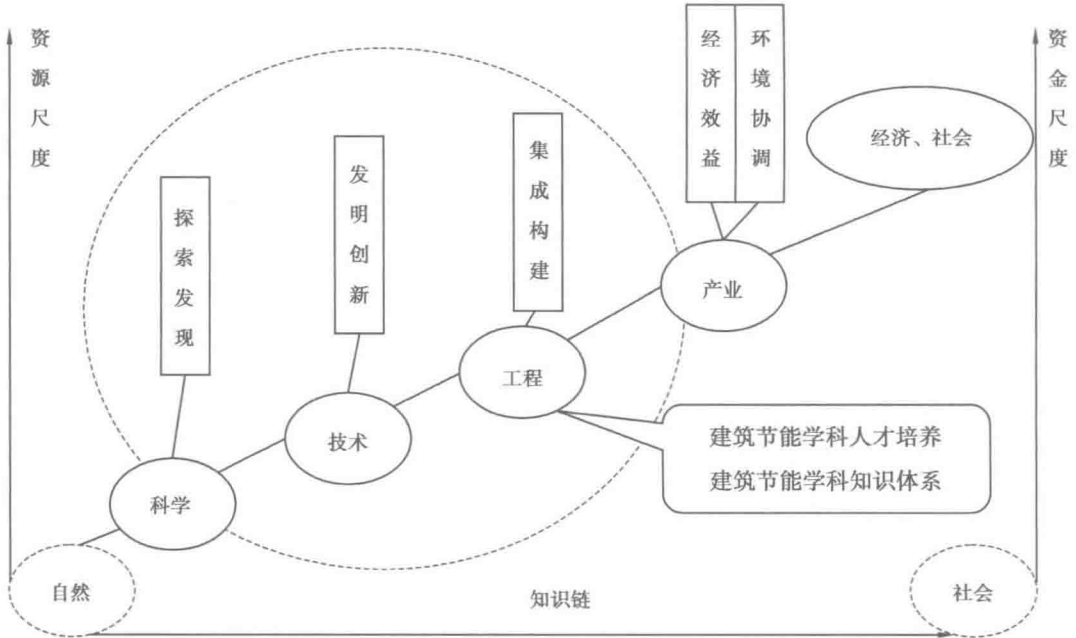 资源尺度
探索发现
发明创新
集成构建
经济效益
环境协调
资金尺度
经济、社会
产业
工程
技术
科学
建筑节能学科人才培养
建筑节能学科知识体系
自然
知识链
社会